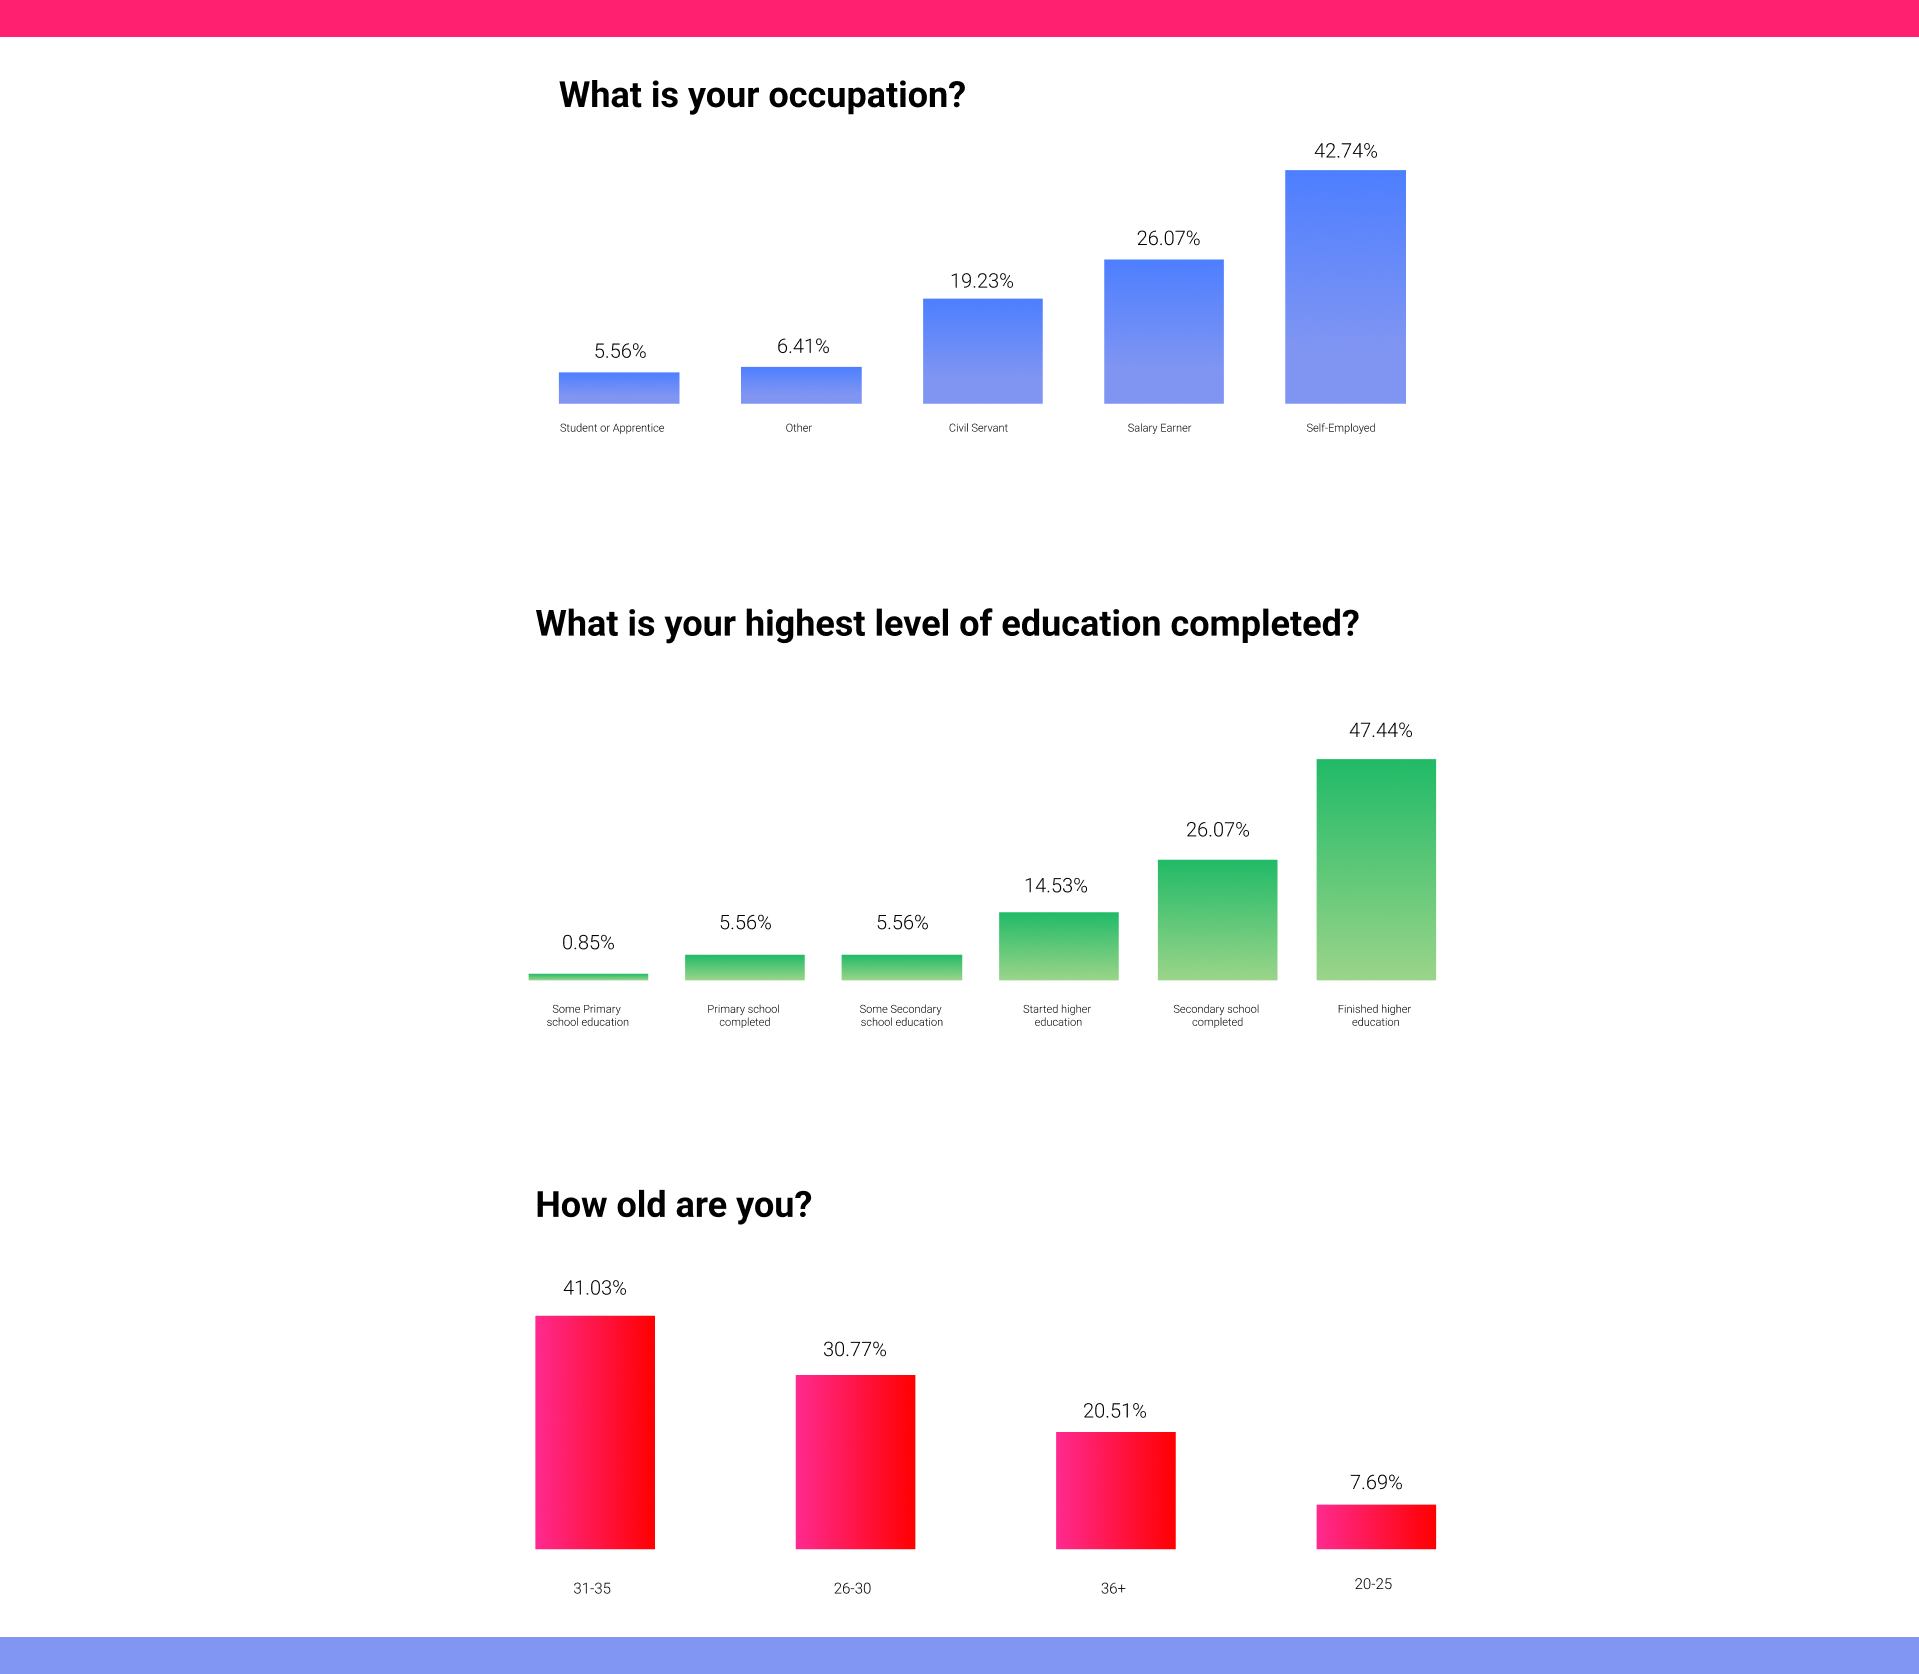 What is your occupation?
42.74%
26.07%
19.23%
6.41%
5.56%
Student or Apprentice
Other
Civil Servant
Salary Earner
Self-Employed
What is your highest level of education completed?
47.44%
26.07%
14.53%
5.56%
5.56%
0.85%
Some Primary
school education
Primary school
completed
Some Secondary
school education
Started higher
education
Secondary school
completed
Finished higher
education
How old are you?
41.03%
30.77%
20.51%
7.69%
31-35
26-30
36+
20-25